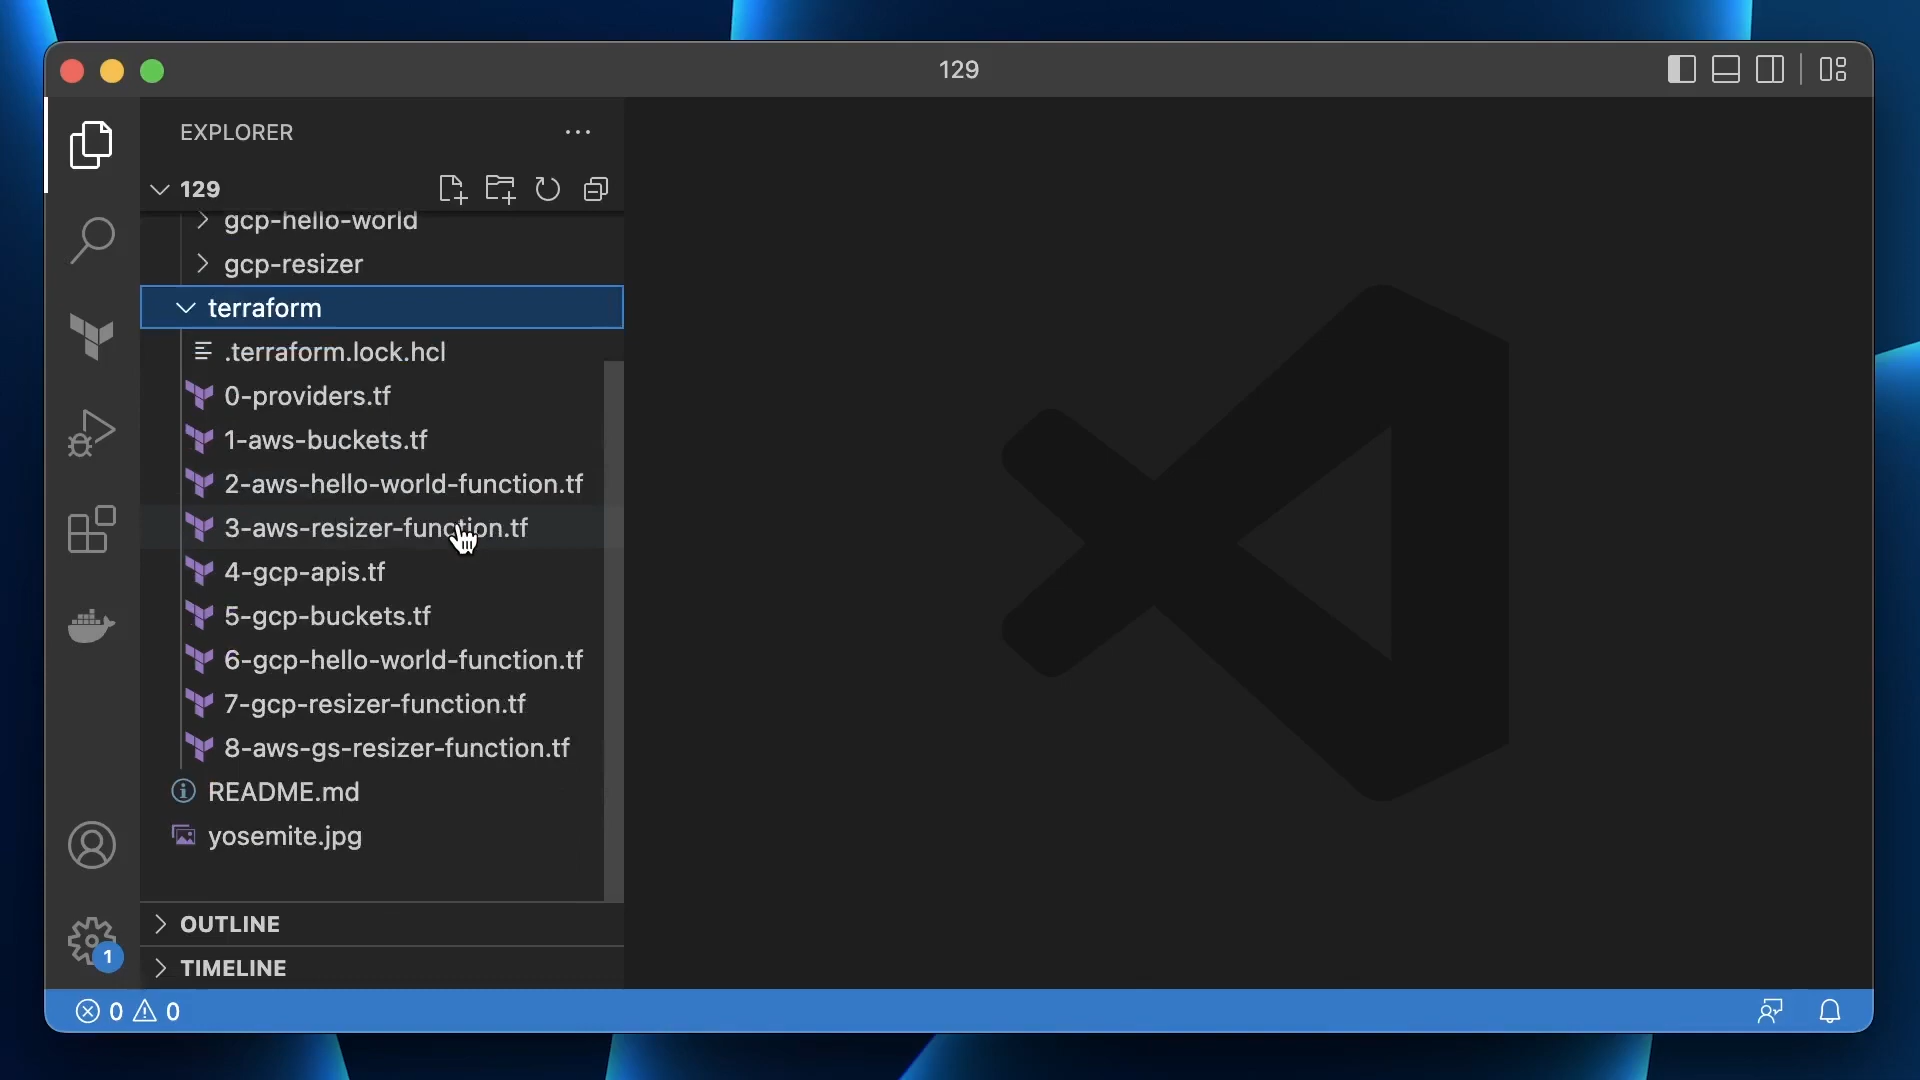 129
EXPLORER
129
gcp-hello-world
gcp-resizer
terraform
.terraform.lock.hcl
0-providers.tf
1-aws-buckets.tf
2-aws-hello-world-function.tf
3-aws-resizer-function.tf
4-gcp-apis.tf
5-gcp-buckets.tf
6-gcp-hello-world-function.tf
7-gcp-resizer-function.tf
8-aws-gs-resizer-function.tf
README.md
yosemite.jpg
OUTLINE
1
TIMELINE
0 0